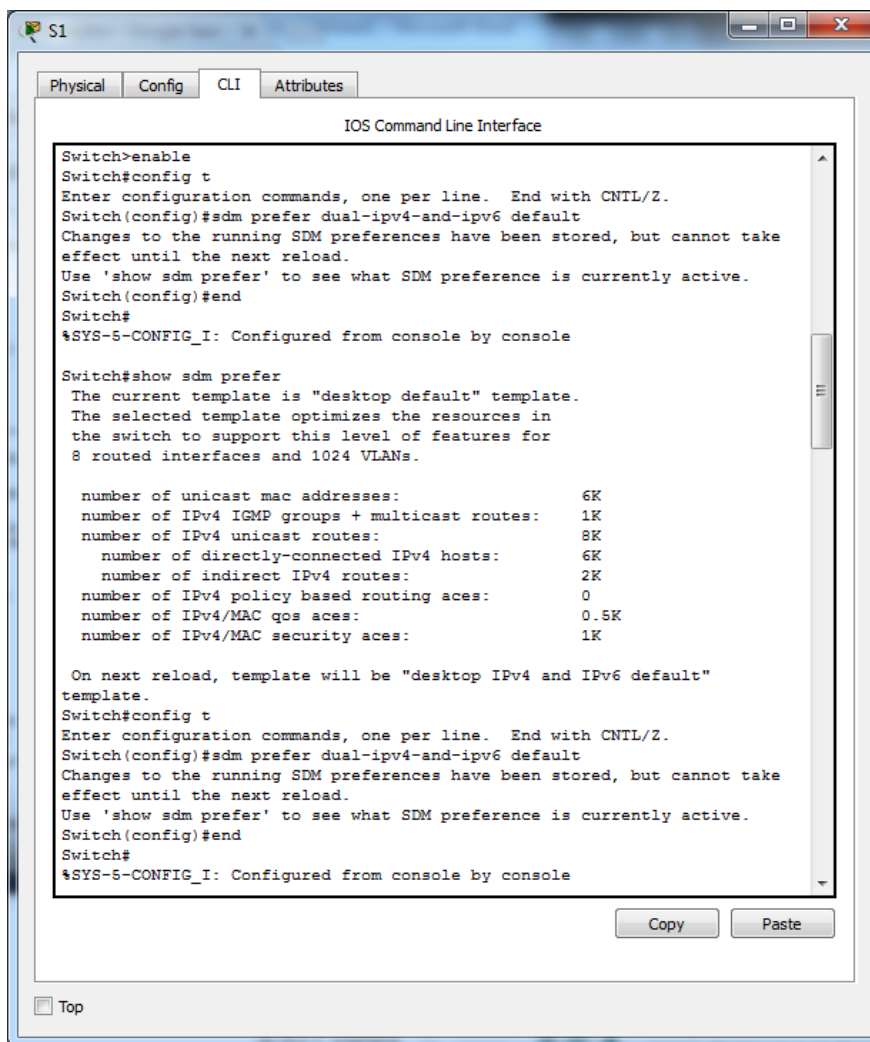 S1
Physical Config CLI Attributes
IOS Command Line Interface
Switch>enable
Switch#config t
Enter configuration commands, one per line.  End with CNTL/Z.
Switch(config)#sdm prefer dual-ipv4-and-ipv6 default
Changes to the running SDM preferences have been stored, but cannot take
effect until the next reload.
Use 'show sdm prefer' to see what SDM preference is currently active.
Switch(config)#end
Switch#
%SYS-5-CONFIG_I: Configured from console by console
Switch#show sdm prefer
The current template is "desktop default" template.
The selected template optimizes the resources in
the switch to support this level of features for
8 routed interfaces and 1024 VLANs.
number of unicast mac addresses: 6K
number of IPv4 IGMP groups + multicast routes: 1K
number of IPv4 unicast routes: 8K
number of directly-connected IPv4 hosts: 6K
number of indirect IPv4 routes: 2K
number of IPv4 policy based routing aces: 0
number of IPv4/MAC qos aces: 0.5K
number of IPv4/MAC security aces: 1K
On next reload, template will be "desktop IPv4 and IPv6 default"
template.
Switch#config t
Enter configuration commands, one per line.  End with CNTL/Z.
Switch(config)#sdm prefer dual-ipv4-and-ipv6 default
Changes to the running SDM preferences have been stored, but cannot take
effect until the next reload.
Use 'show sdm prefer' to see what SDM preference is currently active.
Switch(config)#end
Switch#
%SYS-5-CONFIG_I: Configured from console by console
Copy Paste
Top